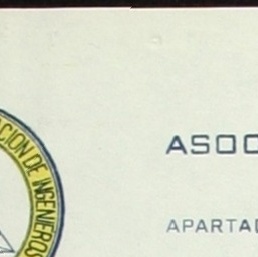 CION DE INGENIEROS
ASOC
APARTAD